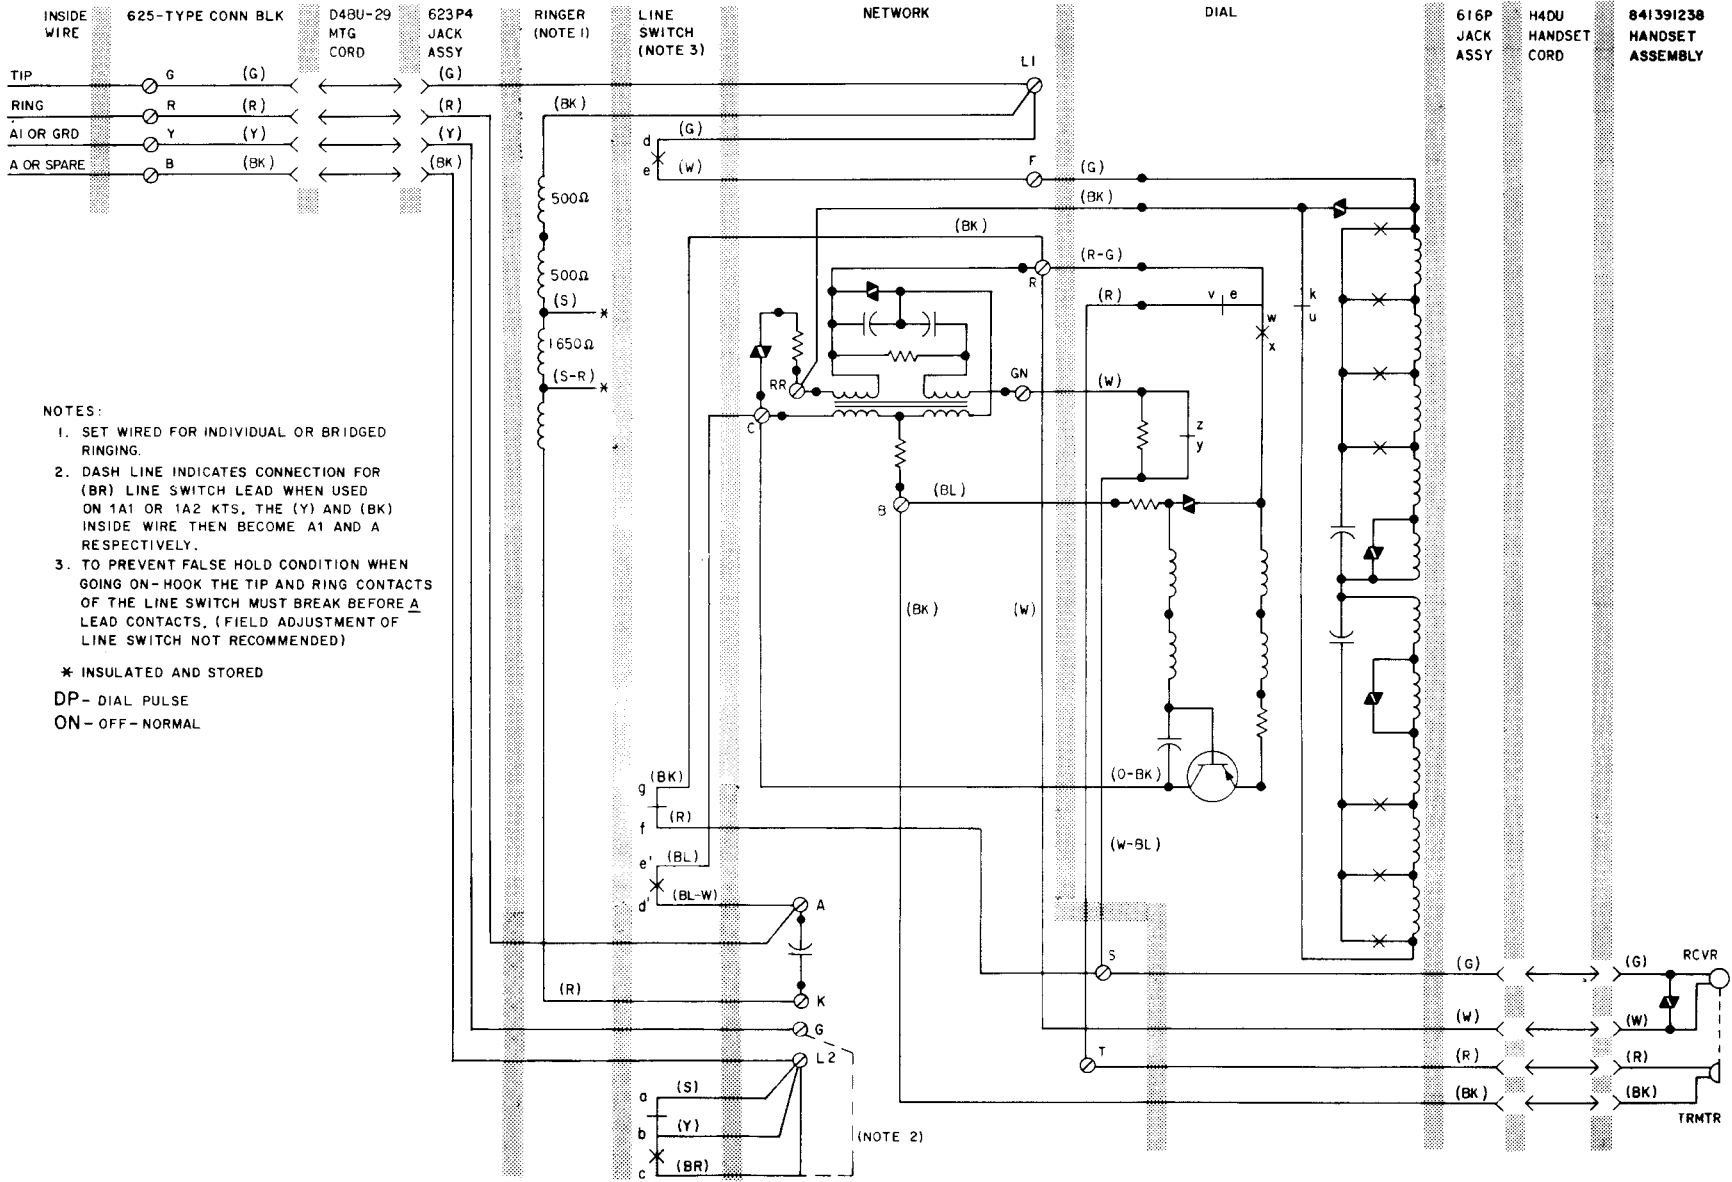 INSIDE WIRE
625-TYPE CONN BLK
D4BU-29 MTG CORD
623P4 JACK ASSY
RINGER (NOTE 1)
LINE SWITCH (NOTE 3)
NETWORK
DIAL
616P JACK ASSY
H4DU HANDSET CORD
841391238 HANDSET ASSEMBLY
L1
TIP G (G) (G)
RING R (R) (R) (BK)
A1 OR GRD Y (Y) (Y)
A OR SPARE B (BK) (BK)
d (G)
e (W) F (G)
500Ω (BK)
(BK)
500Ω R (R-G)
(S) * (R) v e k
w u
1650Ω x
(S-R) * RR GN (W)
C z
y
B (BL)
NOTES:
1. SET WIRED FOR INDIVIDUAL OR BRIDGED
RINGING.
2. DASH LINE INDICATES CONNECTION FOR
(BR) LINE SWITCH LEAD WHEN USED
ON 1A1 OR 1A2 KTS, THE (Y) AND (BK)
INSIDE WIRE THEN BECOME A1 AND A
RESPECTIVELY.
3. TO PREVENT FALSE HOLD CONDITION WHEN
GOING ON-HOOK THE TIP AND RING CONTACTS
OF THE LINE SWITCH MUST BREAK BEFORE A
LEAD CONTACTS. (FIELD ADJUSTMENT OF
LINE SWITCH NOT RECOMMENDED)
* INSULATED AND STORED
DP- DIAL PULSE
ON-OFF-NORMAL
(BK) (W)
g (BK) (O-BK)
f (R)
(W-BL)
e' (BL)
d' (BL-W) A
S (G) (G) RCVR
(R) K
G (W) (W)
L2 T (R) (R)
a (S) (BK) (BK)
TRMTR
b (Y) (NOTE 2)
c (BR)